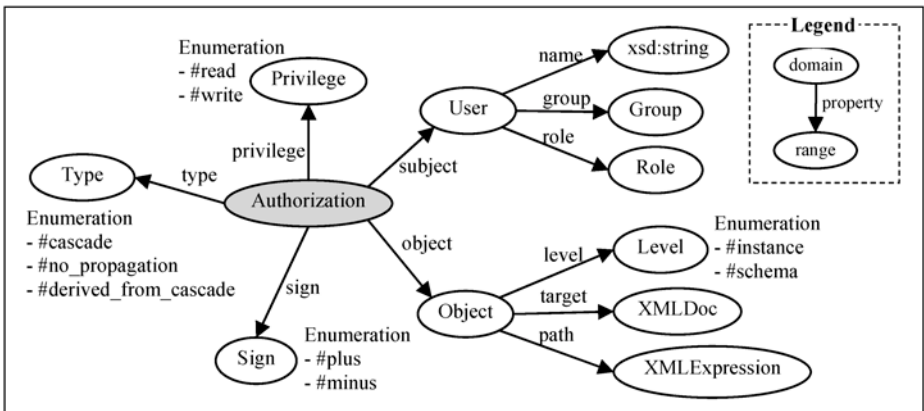 Enumeration
- #read
- #write
Privilege
privilege
Type
type
Enumeration
- #cascade
- #no_propagation
- #derived_from_cascade
Authorization
sign
Sign
Enumeration
- #plus
- #minus
subject
User
name
xsd:string
group
Group
role
Role
object
Object
level
Level
Enumeration
- #instance
- #schema
target
XMLDoc
path
XMLExpression
Legend
domain
property
range